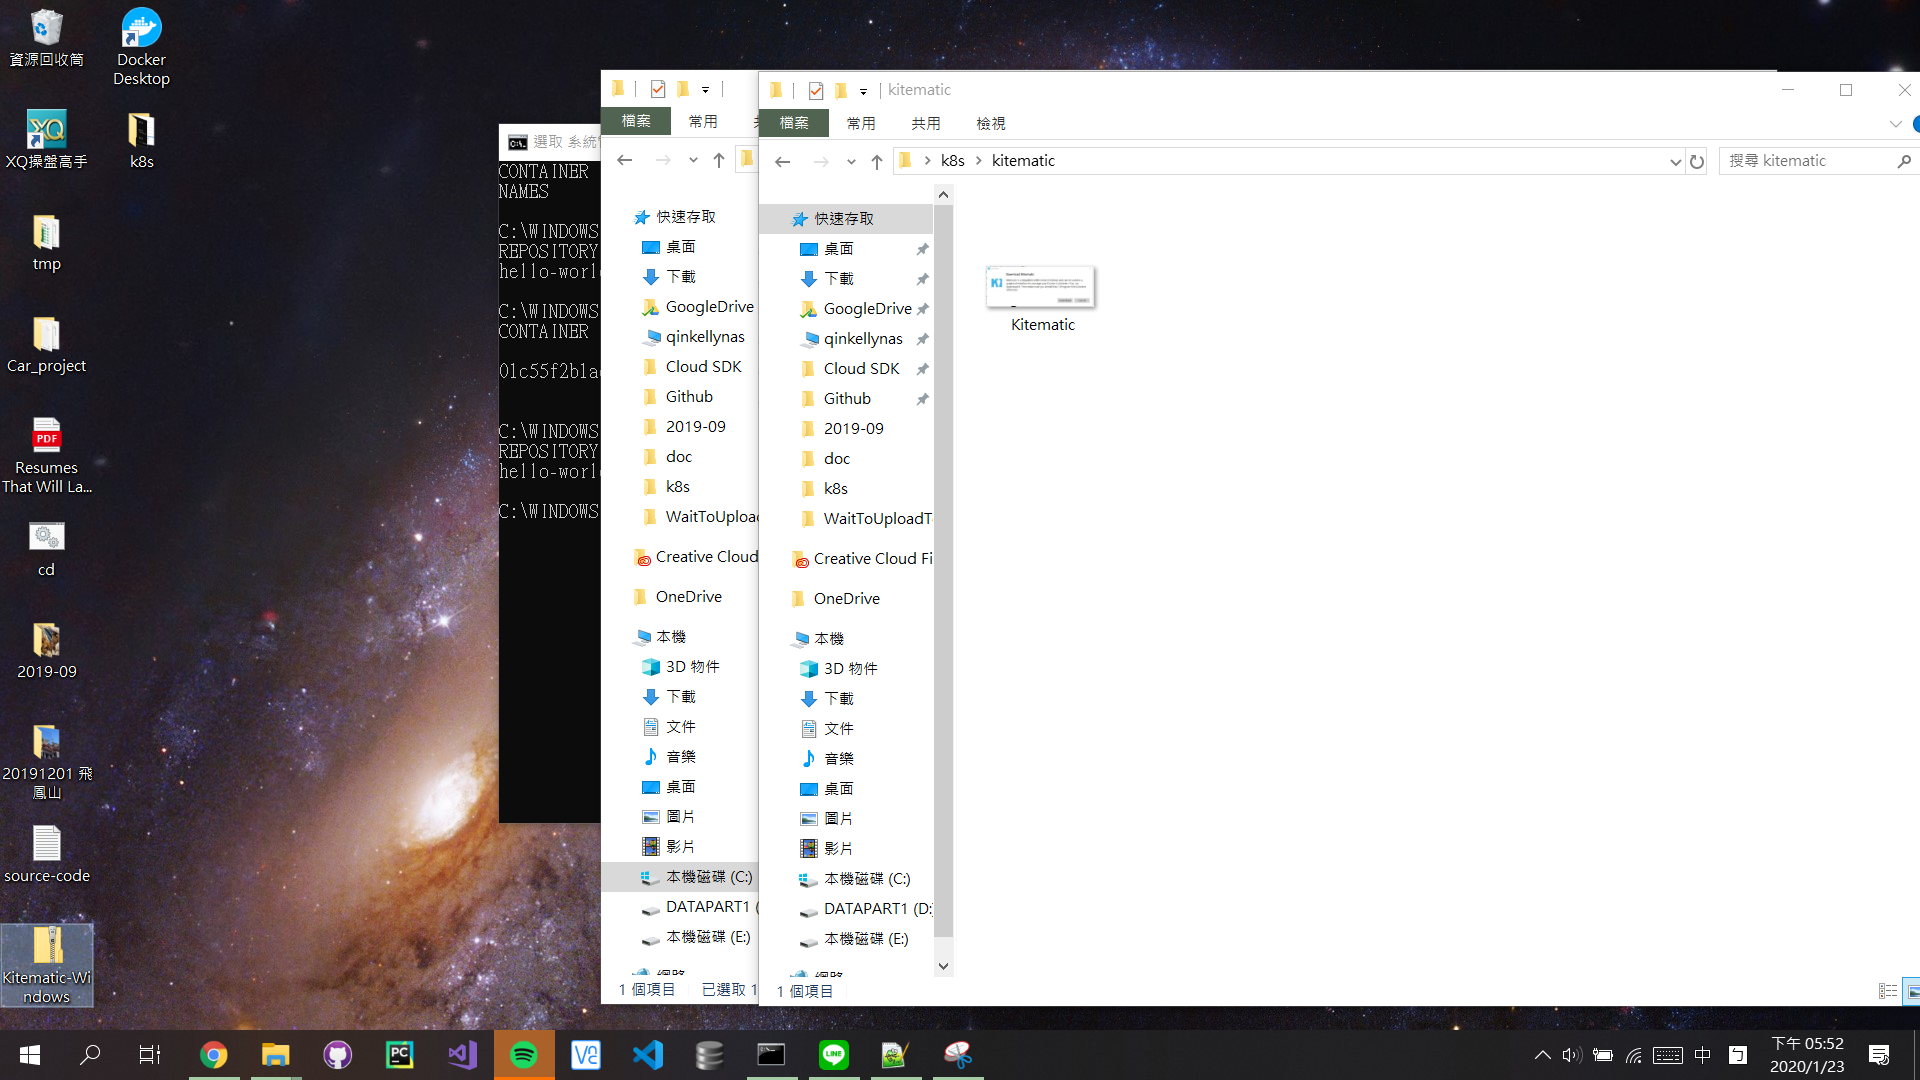 資源回收筒
Docker
Desktop
XQ操盤高手
k8s
tmp
Car_project
Resumes
That Will La...
cd
2019-09
20191201 飛
鳳山
source-code
Kitematic-Wi
ndows
選取 系統
CONTAINER
NAMES
C:\WINDOWS
REPOSITORY
hello-worl
C:\WINDOWS
CONTAINER
01c55f2b1a
C:\WINDOWS
REPOSITORY
hello-worl
C:\WINDOWS
檔案
常用
快速存取
桌面
下載
GoogleDrive
qinkellynas
Cloud SDK
Github
2019-09
doc
k8s
WaitToUploa
Creative Cloud
OneDrive
本機
3D 物件
下載
文件
音樂
桌面
圖片
影片
本機磁碟 (C:)
DATAPART1 (
本機磁碟 (E:)
網路
1 個項目 已選取 1
kitematic
檔案 常用 共用 檢視
k8s kitematic
搜尋 kitematic
快速存取
桌面
下載
GoogleDrive
qinkellynas
Cloud SDK
Github
2019-09
doc
k8s
WaitToUploadT
Creative Cloud Fi
OneDrive
本機
3D 物件
下載
文件
音樂
桌面
圖片
影片
本機磁碟 (C:)
DATAPART1 (D:
本機磁碟 (E:)
網路
1 個項目
Kitematic
中
下午 05:52
2020/1/23